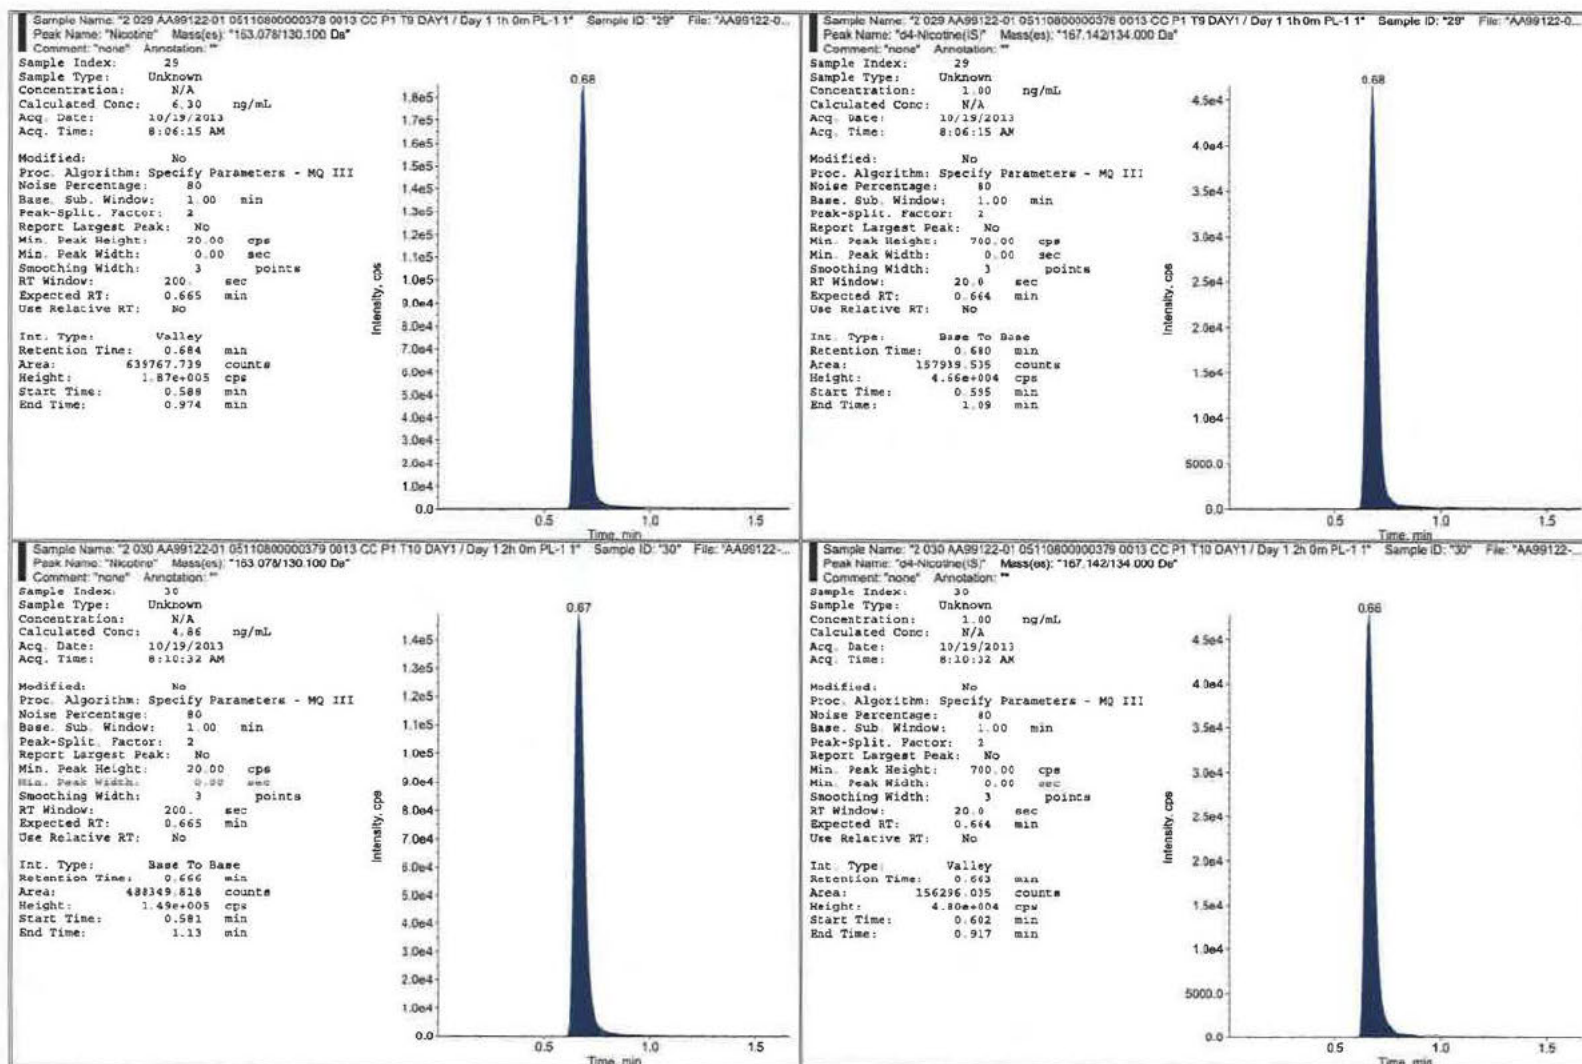 Sample Name: "2 029 AA99122-01 05110800000378 0013 CC P1 T9 DAY1 / Day 1 1h 0m PL-1 1" Sample ID: "29" File: "AA99122-0...
Peak Name: "Nicotine" Mass(es): "163.078/130.100 Da"
Comment: "none" Annotation: ""
Sample Index: 29
Sample Type: Unknown
Concentration: N/A
Calculated Conc: 6.30 ng/mL
Acq. Date: 10/19/2013
Acq. Time: 8:06:15 AM
Modified: No
Proc. Algorithm: Specify Parameters - MQ III
Noise Percentage: 80
Base. Sub. Window: 1.00 min
Peak-Split. Factor: 2
Report Largest Peak: No
Min. Peak Height: 20.00 cps
Min. Peak Width: 0.00 sec
Smoothing Width: 3 points
RT Window: 200. sec
Expected RT: 0.665 min
Use Relative RT: No
Int. Type: Valley
Retention Time: 0.684 min
Area: 639767.739 counts
Height: 1.87e+005 cps
Start Time: 0.588 min
End Time: 0.974 min
0.68
1.8e5
1.7e5
1.6e5
1.5e5
1.4e5
1.3e5
1.2e5
1.1e5
1.0e5
9.0e4
8.0e4
7.0e4
6.0e4
5.0e4
4.0e4
3.0e4
2.0e4
1.0e4
0.0
Intensity, cps
0.5 1.0 1.5
Time, min
Sample Name: "2 029 AA99122-01 05110800000378 0013 CC P1 T9 DAY1 / Day 1 1h 0m PL-1 1" Sample ID: "29" File: "AA99122-0...
Peak Name: "d4-Nicotine(IS)" Mass(es): "167.142/134.000 Da"
Comment: "none" Annotation: ""
Sample Index: 29
Sample Type: Unknown
Concentration: 1.00 ng/mL
Calculated Conc: N/A
Acq. Date: 10/19/2013
Acq. Time: 8:06:15 AM
Modified: No
Proc. Algorithm: Specify Parameters - MQ III
Noise Percentage: 80
Base. Sub. Window: 1.00 min
Peak-Split. Factor: 2
Report Largest Peak: No
Min. Peak Height: 700.00 cps
Min. Peak Width: 0.00 sec
Smoothing Width: 3 points
RT Window: 20.0 sec
Expected RT: 0.664 min
Use Relative RT: No
Int. Type: Base To Base
Retention Time: 0.680 min
Area: 157939.535 counts
Height: 4.66e+004 cps
Start Time: 0.595 min
End Time: 1.09 min
0.68
4.5e4
4.0e4
3.5e4
3.0e4
2.5e4
2.0e4
1.5e4
1.0e4
5000.0
0.0
Intensity, cps
0.5 1.0 1.5
Time, min
Sample Name: "2 030 AA99122-01 05110800000379 0013 CC P1 T10 DAY1 / Day 1 2h 0m PL-1 1" Sample ID: "30" File: "AA99122-...
Peak Name: "Nicotine" Mass(es): "163.078/130.100 Da"
Comment: "none" Annotation: ""
Sample Index: 30
Sample Type: Unknown
Concentration: N/A
Calculated Conc: 4.86 ng/mL
Acq. Date: 10/19/2013
Acq. Time: 8:10:32 AM
Modified: No
Proc. Algorithm: Specify Parameters - MQ III
Noise Percentage: 80
Base. Sub. Window: 1.00 min
Peak-Split. Factor: 2
Report Largest Peak: No
Min. Peak Height: 20.00 cps
Min. Peak Width: 0.00 sec
Smoothing Width: 3 points
RT Window: 200. sec
Expected RT: 0.665 min
Use Relative RT: No
Int. Type: Base To Base
Retention Time: 0.666 min
Area: 488349.818 counts
Height: 1.49e+005 cps
Start Time: 0.581 min
End Time: 1.13 min
0.67
1.4e5
1.3e5
1.2e5
1.1e5
1.0e5
9.0e4
8.0e4
7.0e4
6.0e4
5.0e4
4.0e4
3.0e4
2.0e4
1.0e4
0.0
Intensity, cps
0.5 1.0 1.5
Time, min
Sample Name: "2 030 AA99122-01 05110800000379 0013 CC P1 T10 DAY1 / Day 1 2h 0m PL-1 1" Sample ID: "30" File: "AA99122-...
Peak Name: "d4-Nicotine(IS)" Mass(es): "167.142/134.000 Da"
Comment: "none" Annotation: ""
Sample Index: 30
Sample Type: Unknown
Concentration: 1.00 ng/mL
Calculated Conc: N/A
Acq. Date: 10/19/2013
Acq. Time: 8:10:32 AM
Modified: No
Proc. Algorithm: Specify Parameters - MQ III
Noise Percentage: 80
Base. Sub. Window: 1.00 min
Peak-Split. Factor: 2
Report Largest Peak: No
Min. Peak Height: 700.00 cps
Min. Peak Width: 0.00 sec
Smoothing Width: 3 points
RT Window: 20.0 sec
Expected RT: 0.664 min
Use Relative RT: No
Int. Type: Valley
Retention Time: 0.663 min
Area: 156296.035 counts
Height: 4.80e+004 cps
Start Time: 0.602 min
End Time: 0.917 min
0.66
4.5e4
4.0e4
3.5e4
3.0e4
2.5e4
2.0e4
1.5e4
1.0e4
5000.0
0.0
Intensity, cps
0.5 1.0 1.5
Time, min